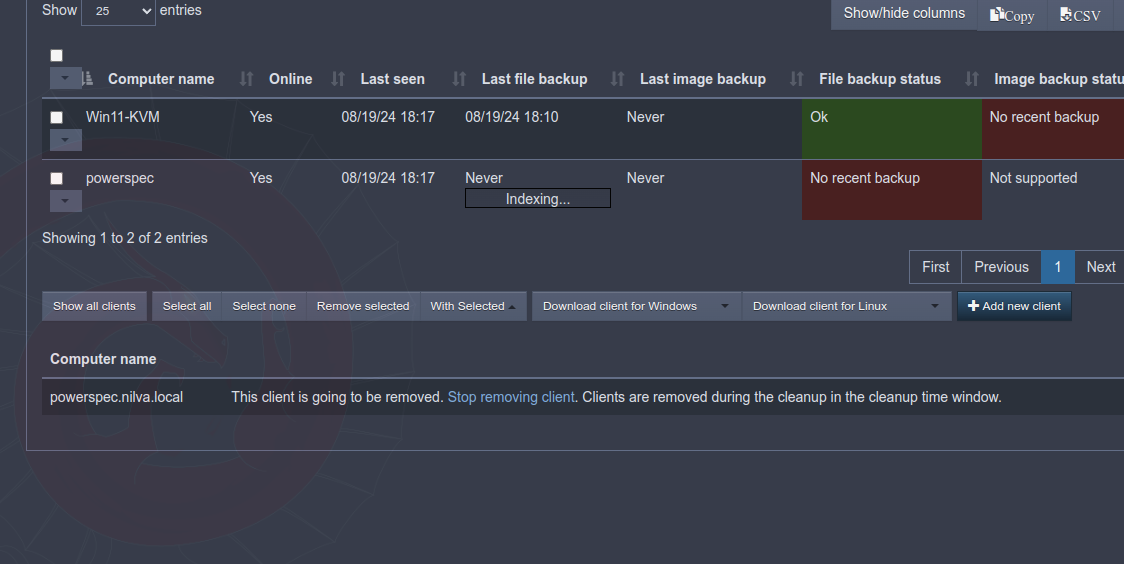 Show 25 entries
Show/hide columns Copy CSV
Computer name Online Last seen Last file backup Last image backup File backup status Image backup statu
Win11-KVM Yes 08/19/24 18:17 08/19/24 18:10 Never Ok No recent backup
powerspec Yes 08/19/24 18:17 Never Never No recent backup Not supported
Indexing...
Showing 1 to 2 of 2 entries
First Previous 1 Next
Show all clients Select all Select none Remove selected With Selected Download client for Windows Download client for Linux Add new client
Computer name
powerspec.nilva.local This client is going to be removed. Stop removing client. Clients are removed during the cleanup in the cleanup time window.